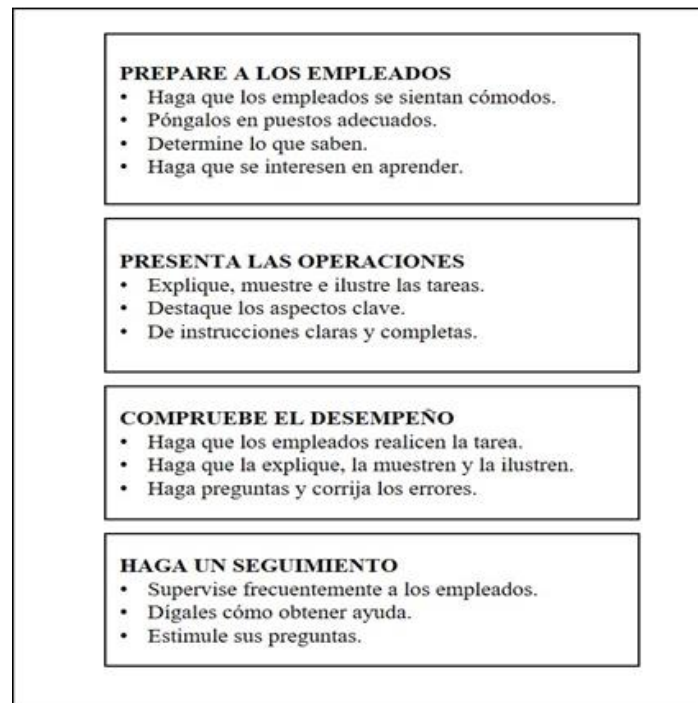 PREPARE A LOS EMPLEADOS
• Haga que los empleados se sientan cómodos.
• Póngalos en puestos adecuados.
• Determine lo que saben.
• Haga que se interesen en aprender.
PRESENTA LAS OPERACIONES
• Explique, muestre e ilustre las tareas.
• Destaque los aspectos clave.
• De instrucciones claras y completas.
COMPRUEBE EL DESEMPEÑO
• Haga que los empleados realicen la tarea.
• Haga que la explique, la muestren y la ilustren.
• Haga preguntas y corrija los errores.
HAGA UN SEGUIMIENTO
• Supervise frecuentemente a los empleados.
• Dígales cómo obtener ayuda.
• Estimule sus preguntas.